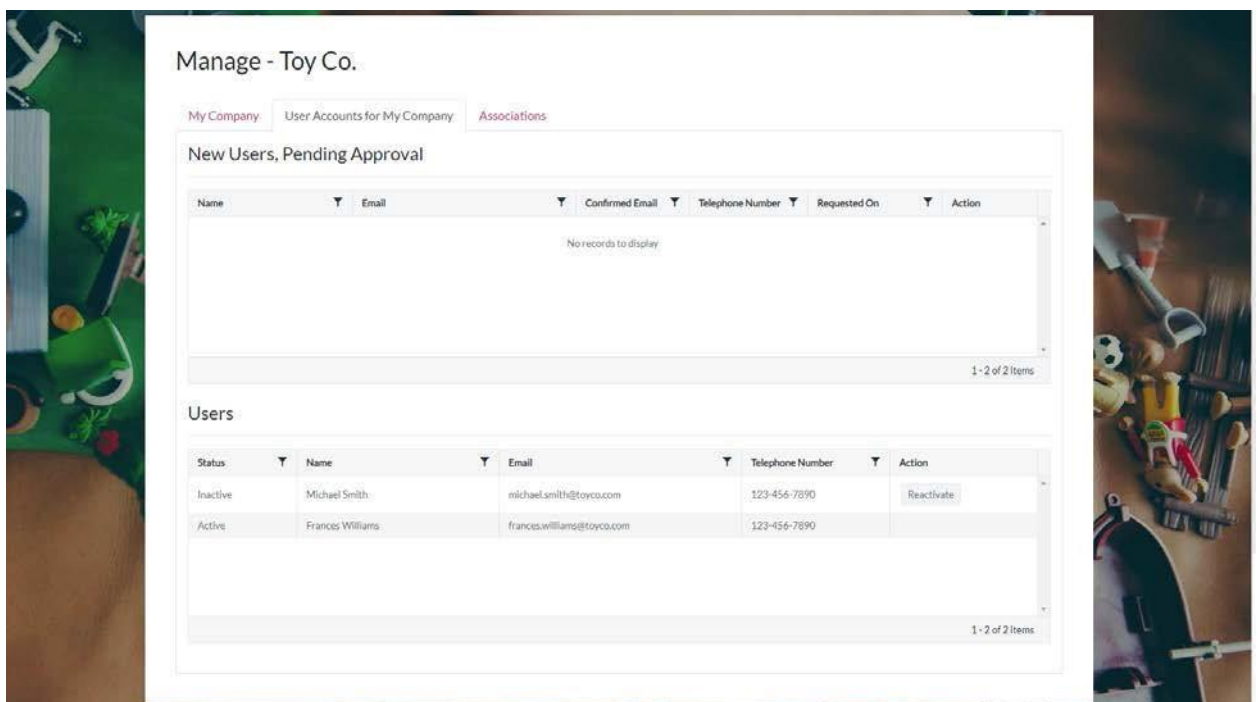 Manage - Toy Co.
My Company User Accounts for My Company Associations
New Users, Pending Approval
Name Email Confirmed Email Telephone Number Requested On Action
No records to display
1 - 2 of 2 items
Users
Status Name Email Telephone Number Action
Inactive Michael Smith michael.smith@toyco.com 123-456-7890 Reactivate
Active Frances Williams frances.williams@toyco.com 123-456-7890
1 - 2 of 2 items